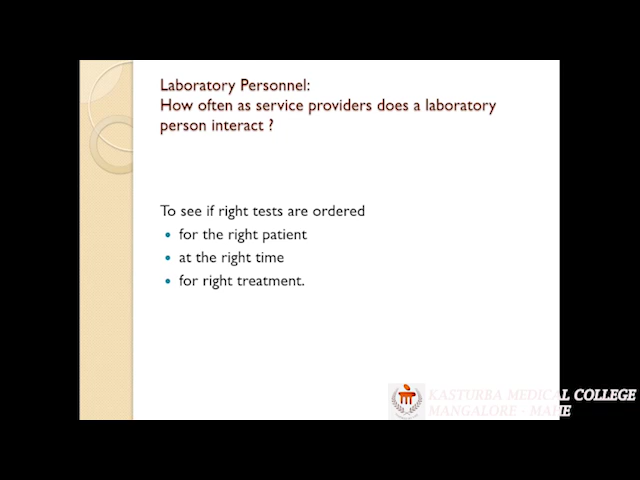 Laboratory Personnel:
How often as service providers does a laboratory
person interact ?
To see if right tests are ordered
• for the right patient
• at the right time
• for right treatment.
KASTURBA MEDICAL COLLEGE
MANGALORE - MAHE